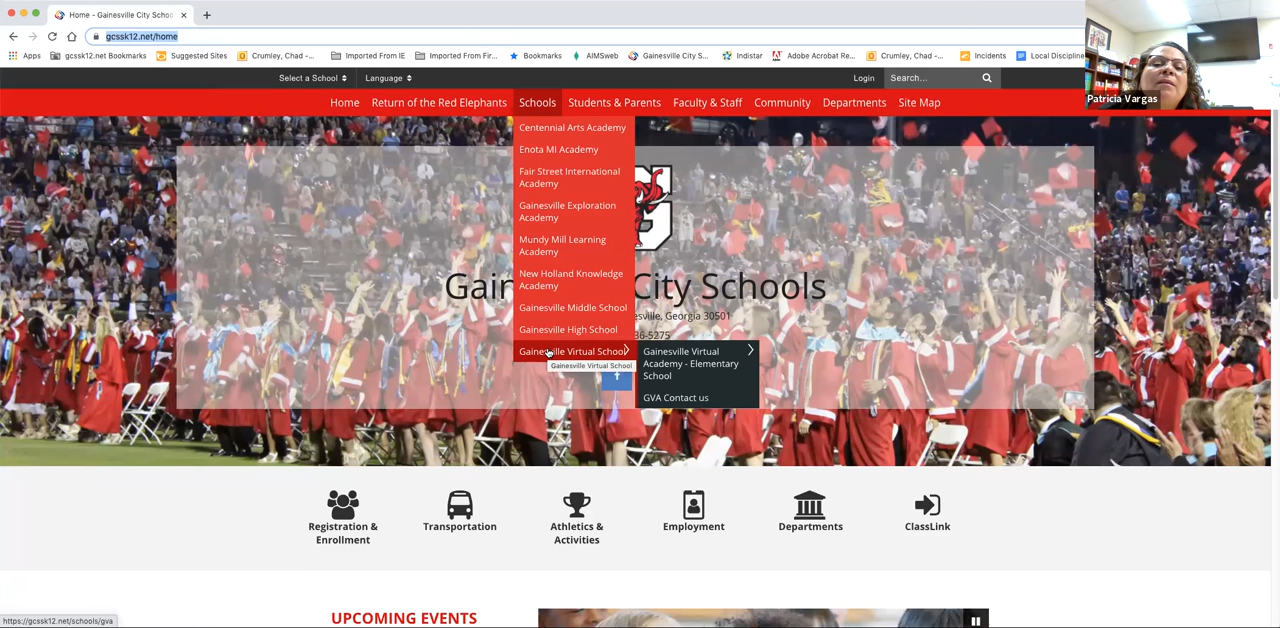 Home - Gainesville City Schoo
gcssk12.net/home
Apps gcssk12.net Bookmarks Suggested Sites Crumley, Chad -... Imported From IE Imported From Fir... Bookmarks AIMSweb Gainesville City S... Indistar Adobe Acrobat Re... Crumley, Chad -... Incidents Local Discipline
Select a School Language Login Search...
Patricia Vargas
Home Return of the Red Elephants Schools Students & Parents Faculty & Staff Community Departments Site Map
Centennial Arts Academy
Enota MI Academy
Fair Street International
Academy
Gainesville Exploration
Academy
Mundy Mill Learning
Academy
New Holland Knowledge
Academy
Gainesville Middle School
Gainesville High School
Gainesville Virtual School
Gainesville Virtual School
Gainesville Virtual
Academy - Elementary
School
GVA Contact us
Gain City Schools
esville, Georgia 30501
36-5275
Registration &
Enrollment
Transportation
Athletics &
Activities
Employment
Departments
ClassLink
UPCOMING EVENTS
https://gcssk12.net/schools/gva